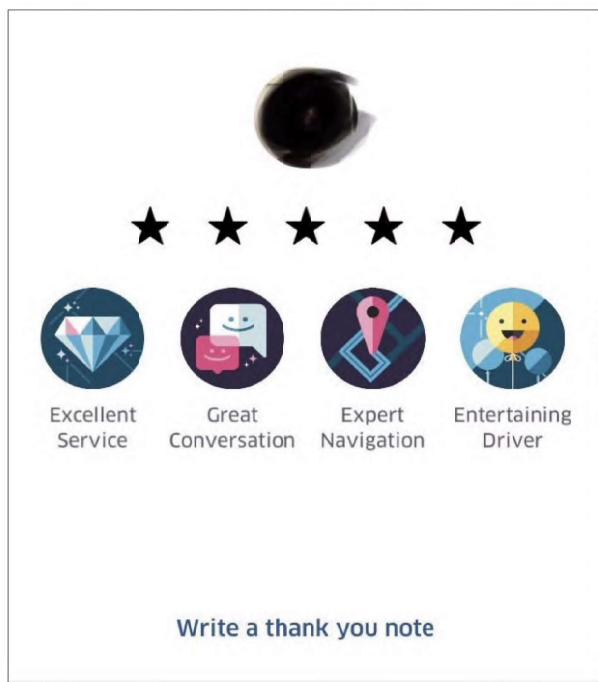 Excellent Service
Great Conversation
Expert Navigation
Entertaining Driver
Write a thank you note